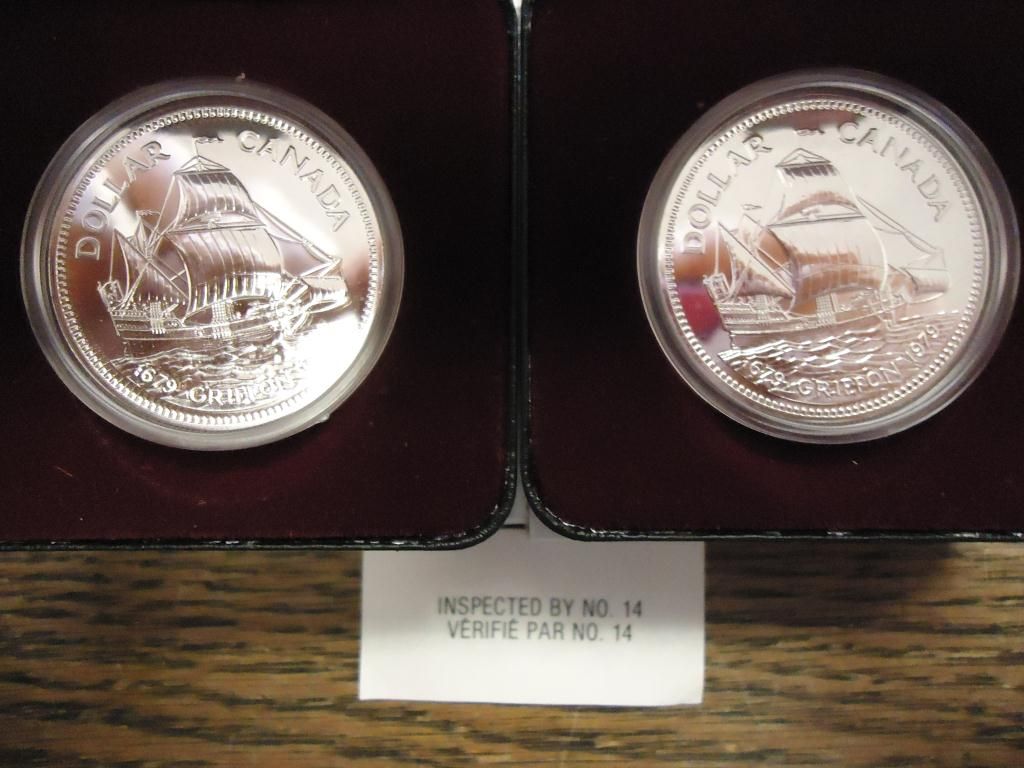 DOLLAR CANADA
1679 GRIFFON
DOLLAR CANADA
1679 GRIFFON 1979
INSPECTED BY NO. 14
VÉRIFIÉ PAR NO. 14